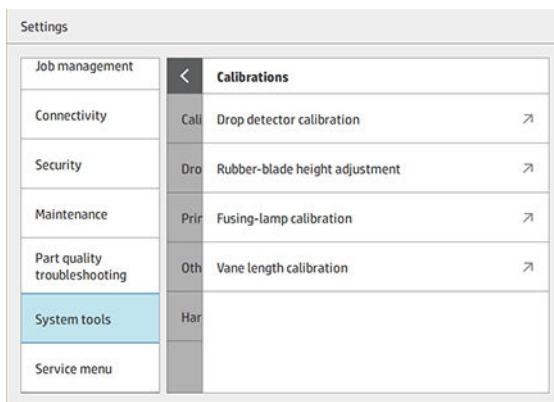 Settings
Job management
Connectivity
Security
Maintenance
Part quality
troubleshooting
System tools
Service menu
Cali
Dro
Prir
Oth
Har
Calibrations
Drop detector calibration
Rubber-blade height adjustment
Fusing-lamp calibration
Vane length calibration